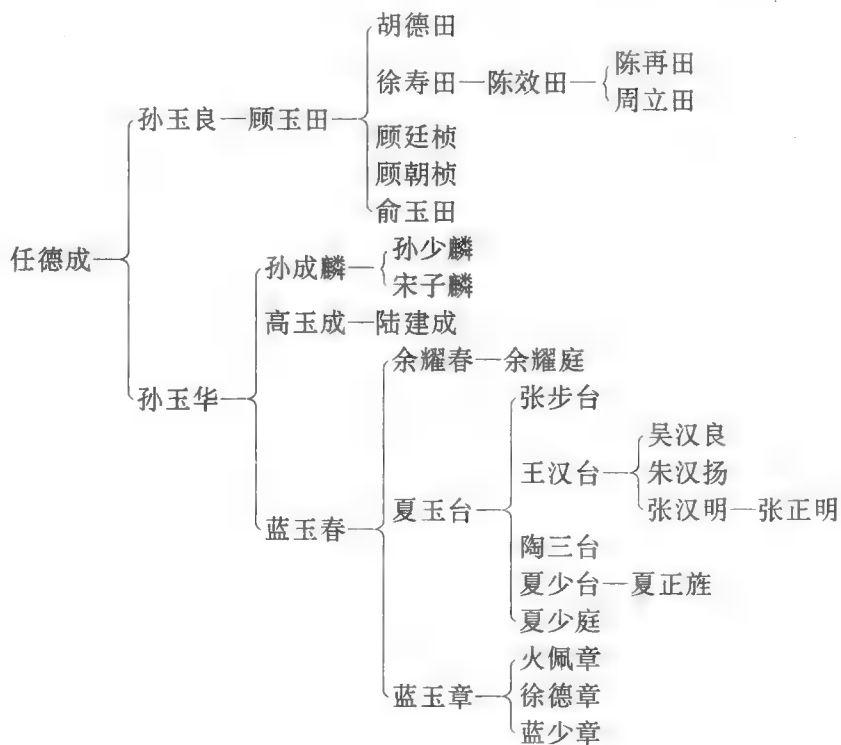 胡德田
陈再田
徐寿田—陈效田
周立田
孙玉良—顾玉田
顾廷桢
顾朝桢
俞玉田
任德成
孙少麟
孙成麟
宋子麟
高玉成—陆建成
余耀春—余耀庭
孙玉华
张步台
吴汉良
王汉台
朱汉扬
张汉明—张正明
蓝玉春
夏玉台
陶三台
夏少台—夏正旌
夏少庭
火佩章
蓝玉章
徐德章
蓝少章